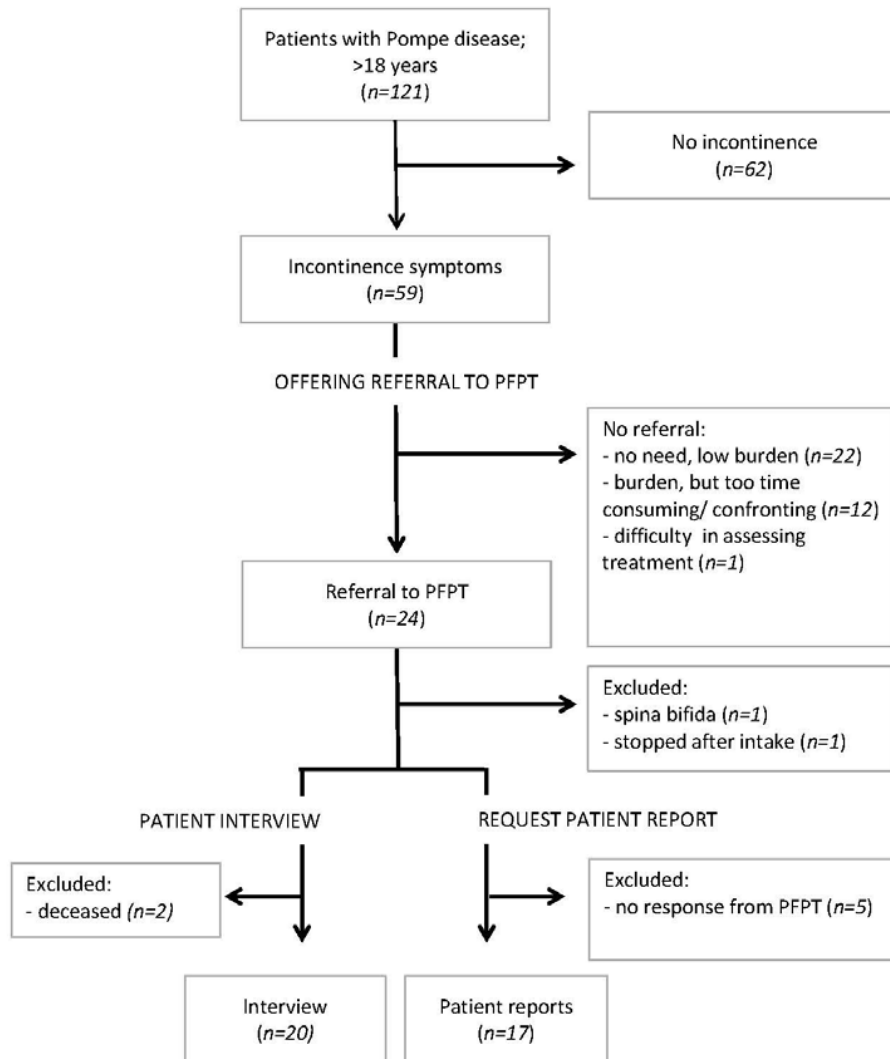 Patients with Pompe disease;
>18 years
(n=121)
No incontinence
(n=62)
Incontinence symptoms
(n=59)
OFFERING REFERRAL TO PFPT
No referral:
- no need, low burden (n=22)
- burden, but too time
consuming/ confronting (n=12)
- difficulty in assessing
treatment (n=1)
Referral to PFPT
(n=24)
Excluded:
- spina bifida (n=1)
- stopped after intake (n=1)
PATIENT INTERVIEW
REQUEST PATIENT REPORT
Excluded:
- deceased (n=2)
Excluded:
- no response from PFPT (n=5)
Interview
(n=20)
Patient reports
(n=17)